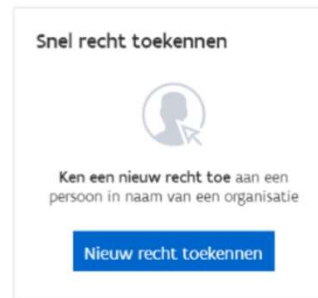 Snel recht toekennen
Ken een nieuw recht toe aan een
persoon in naam van een organisatie
Nieuw recht toekennen